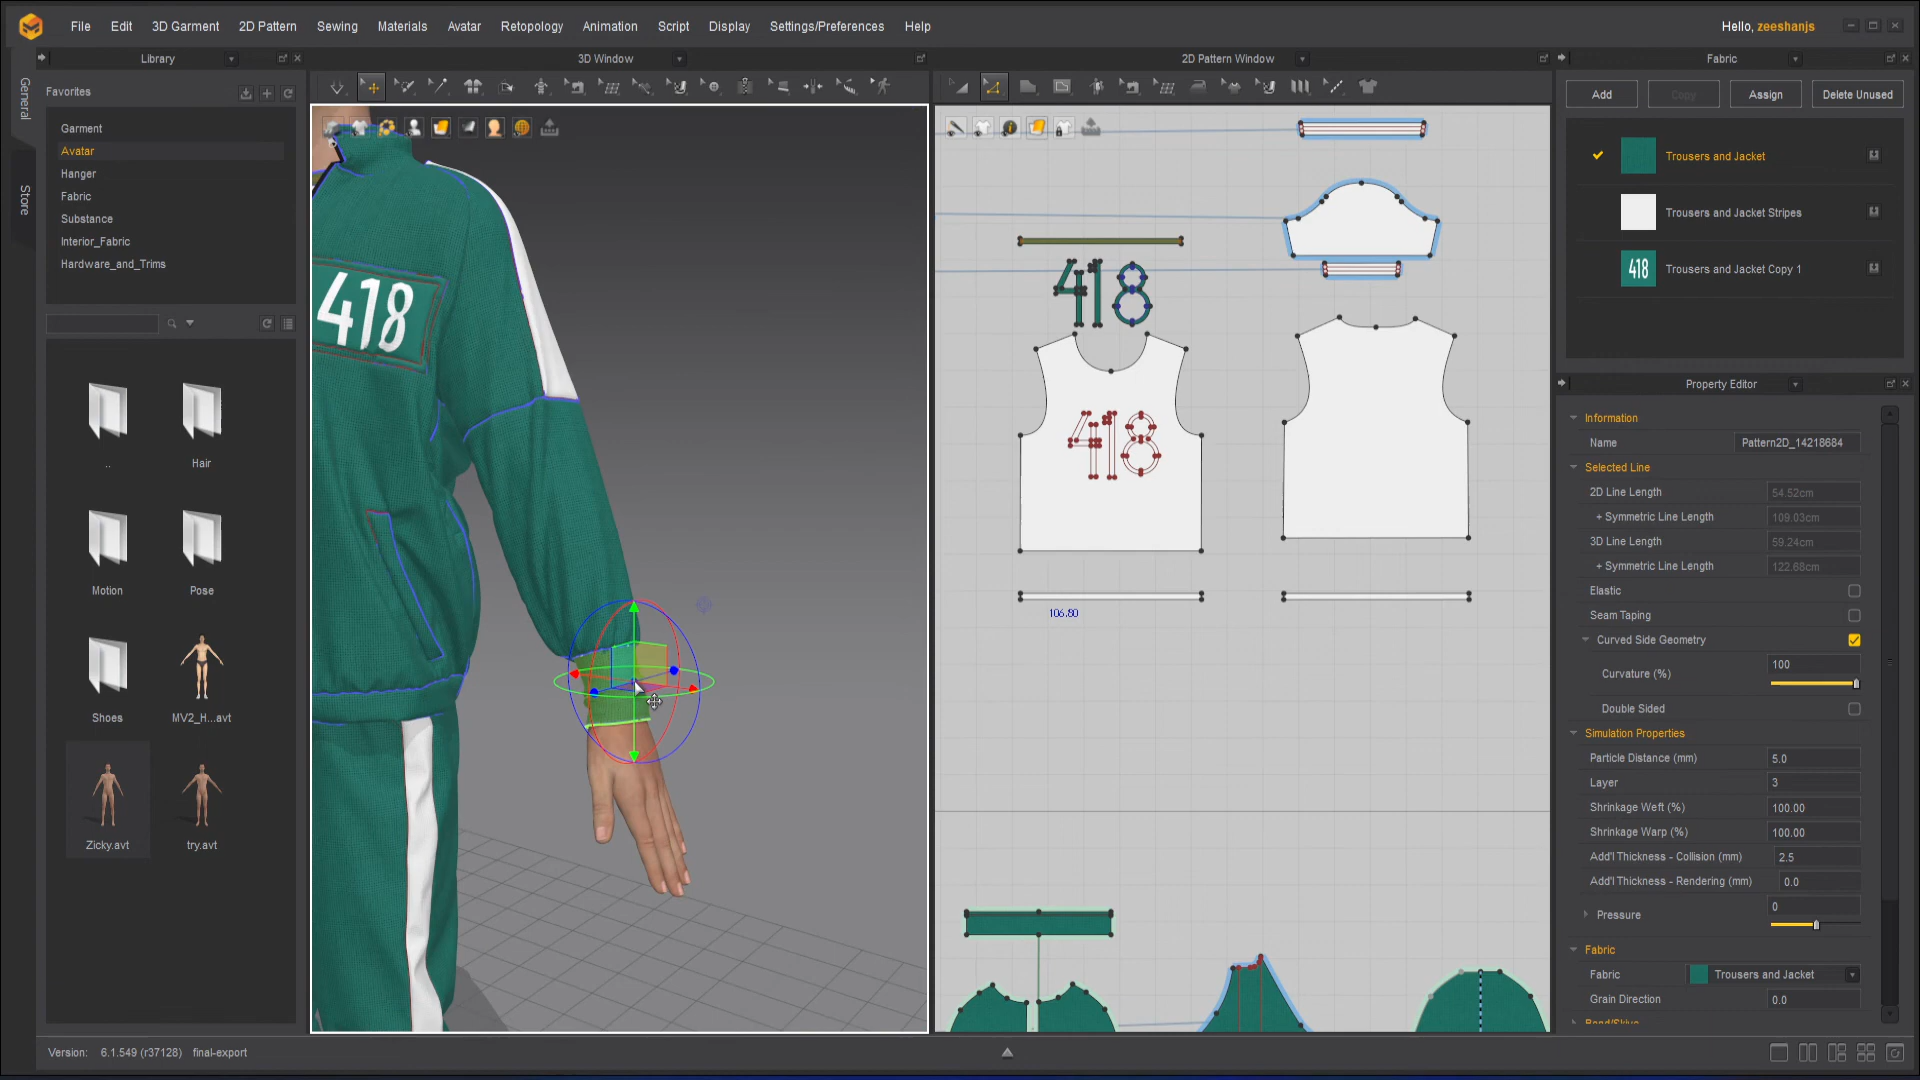 File Edit 3D Garment 2D Pattern Sewing Materials Avatar Retopology Animation Script Display Settings/Preferences Help Hello, zeeshanjs
Library 3D Window 2D Pattern Window Fabric
General
Store
Favorites
Garment
Avatar
Hanger
Fabric
Substance
Interior_Fabric
Hardware_and_Trims
..
Hair
Motion
Pose
Shoes
MV2_H...avt
Zicky.avt
try.avt
418
418
418
106.80
Add Copy Assign Delete Unused
Trousers and Jacket
Trousers and Jacket Stripes
418 Trousers and Jacket Copy 1
Property Editor
Information
Name Pattern2D_14218684
Selected Line
2D Line Length 54.52cm
+ Symmetric Line Length 109.03cm
3D Line Length 59.24cm
+ Symmetric Line Length 122.68cm
Elastic
Seam Taping
Curved Side Geometry
Curvature (%) 100
Double Sided
Simulation Properties
Particle Distance (mm) 5.0
Layer 3
Shrinkage Weft (%) 100.00
Shrinkage Warp (%) 100.00
Add'l Thickness - Collision (mm) 2.5
Add'l Thickness - Rendering (mm) 0.0
Pressure 0
Fabric
Fabric Trousers and Jacket
Grain Direction 0.0
Version: 6.1.549 (r37128) final-export